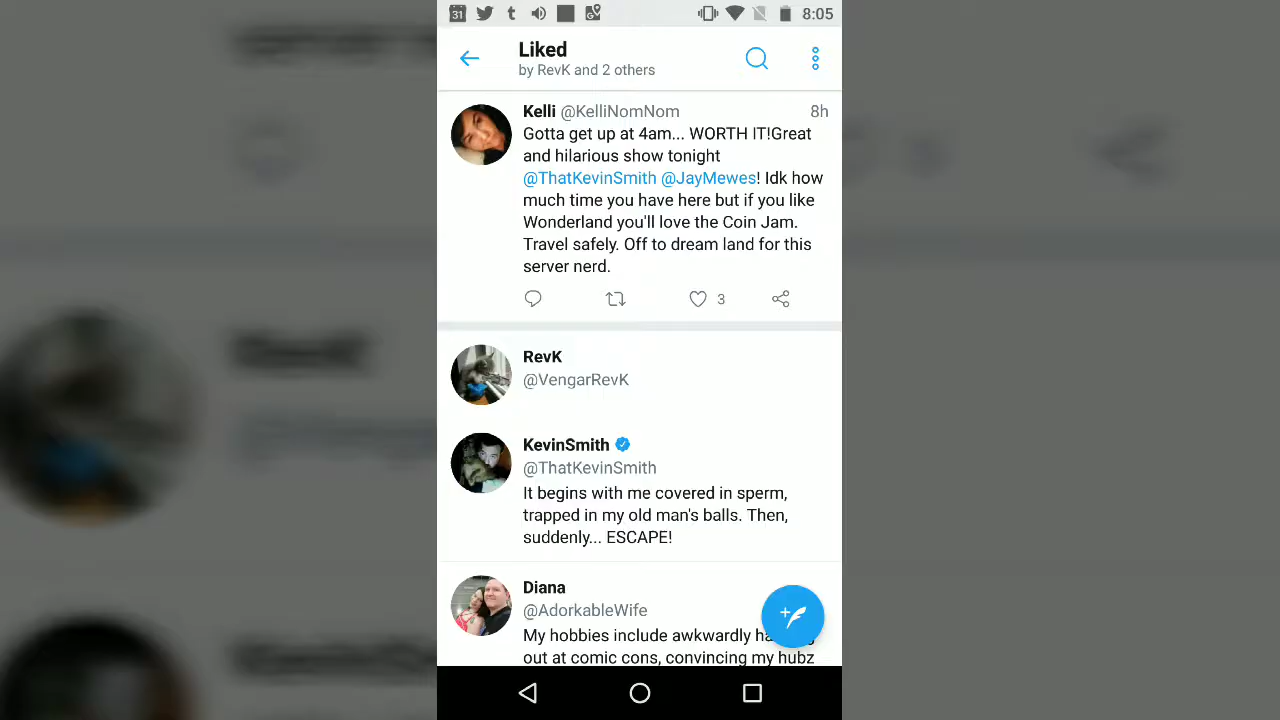 31 8:05
Liked
by RevK and 2 others
Kelli @KelliNomNom 8h
Gotta get up at 4am... WORTH IT!Great
and hilarious show tonight
@ThatKevinSmith @JayMewes! Idk how
much time you have here but if you like
Wonderland you'll love the Coin Jam.
Travel safely. Off to dream land for this
server nerd.
3
RevK
@VengarRevK
KevinSmith
@ThatKevinSmith
It begins with me covered in sperm,
trapped in my old man's balls. Then,
suddenly... ESCAPE!
Diana
@AdorkableWife
My hobbies include awkwardly
out at comic cons, convincing my hubz